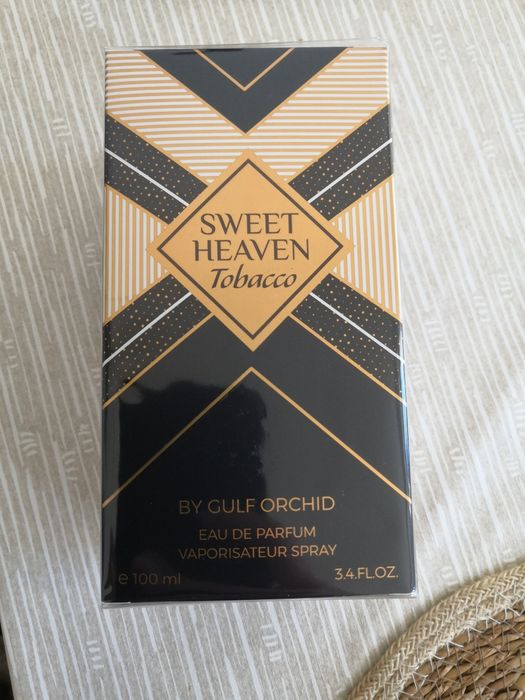 SWEET
HEAVEN
Tobacco
BY GULF ORCHID
EAU DE PARFUM
VAPORISATEUR SPRAY
e 100 ml
3.4.FL.OZ.